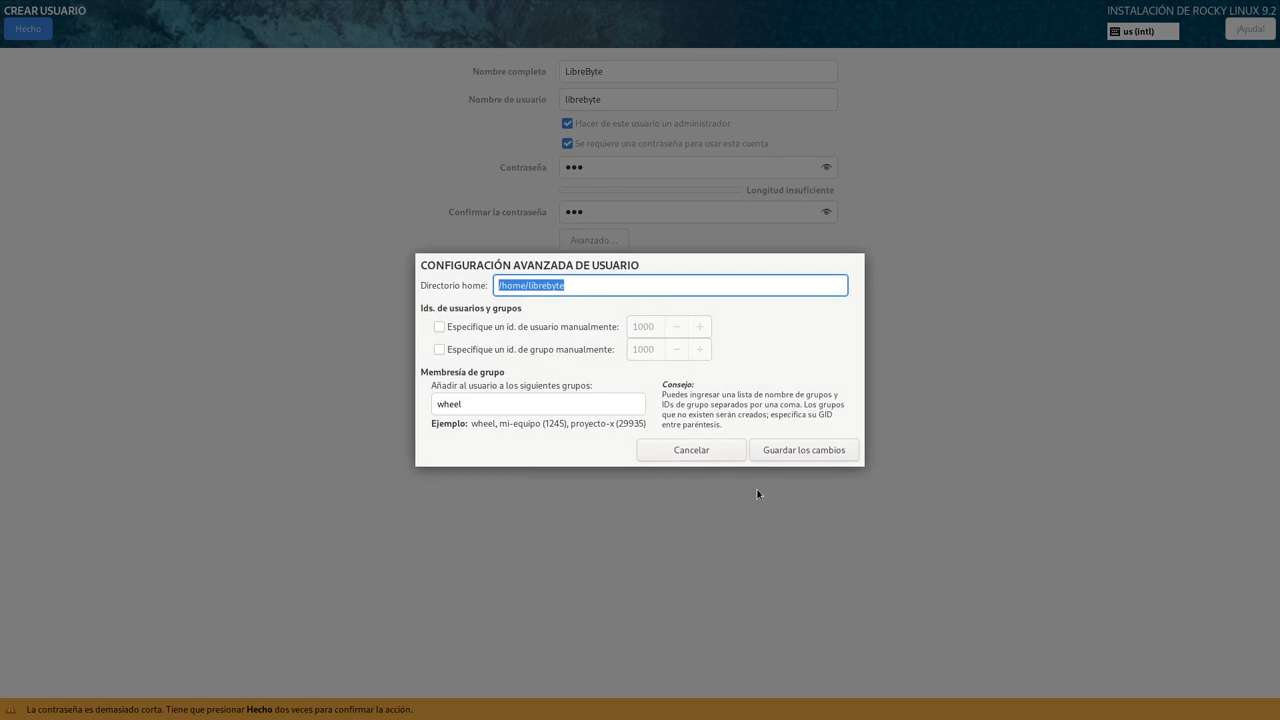 CREAR USUARIO
INSTALACIÓN DE ROCKY LINUX 9.2
Hecho
us (intl)
¡Ayuda!
Nombre completo
LibreByte
Nombre de usuario
librebyte
Hacer de este usuario un administrador
Se requiere una contraseña para usar esta cuenta
Contraseña
●●●
Longitud insuficiente
Confirmar la contraseña
●●●
Avanzado...
CONFIGURACIÓN AVANZADA DE USUARIO
Directorio home:
/home/librebyte
Ids. de usuarios y grupos
Especifique un id. de usuario manualmente:
1000
Especifique un id. de grupo manualmente:
1000
Membresía de grupo
Añadir al usuario a los siguientes grupos:
wheel
Ejemplo: wheel, mi-equipo (1245), proyecto-x (29935)
Consejo:
Puedes ingresar una lista de nombre de grupos y
IDs de grupo separados por una coma. Los grupos
que no existen serán creados; especifica su GID
entre paréntesis.
Cancelar
Guardar los cambios
La contraseña es demasiado corta. Tiene que presionar Hecho dos veces para confirmar la acción.